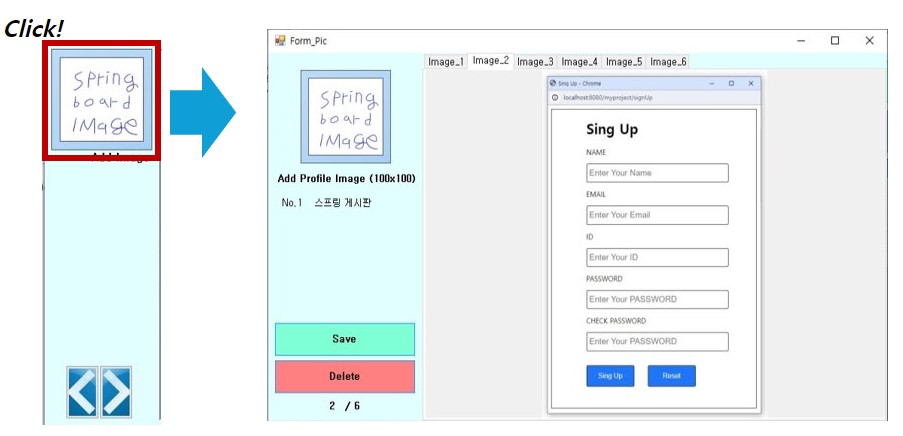 Click!
Spring
board
IMage
Add Image
Form_Pic
Image_1 Image_2 Image_3 Image_4 Image_5 Image_6
Spring
board
IMage
Add Profile Image (100x100)
No.1 스프링 게시판
Save
Delete
2 / 6
Sing Up - Chrome
localhost:8080/myproject/signUp
Sing Up
NAME
Enter Your Name
EMAIL
Enter Your Email
ID
Enter Your ID
PASSWORD
Enter Your PASSWORD
CHECK PASSWORD
Enter Your PASSWORD
Sing Up Reset